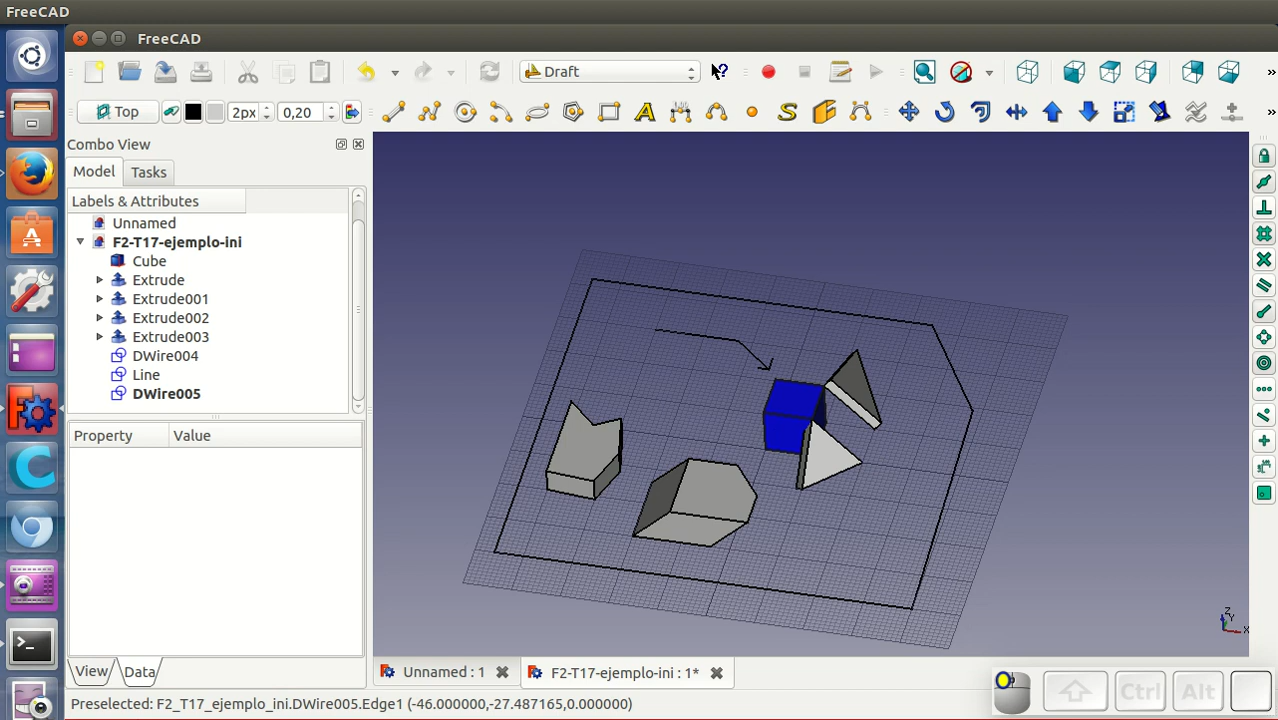 FreeCAD
FreeCAD
Draft
Top
2px
0,20
Combo View
Model
Tasks
Labels & Attributes
Unnamed
F2-T17-ejemplo-ini
Cube
Extrude
Extrude001
Extrude002
Extrude003
DWire004
Line
DWire005
Property
Value
View
Data
Unnamed : 1
F2-T17-ejemplo-ini : 1*
Z
Y
X
Ctrl
Alt
Preselected: F2_T17_ejemplo_ini.DWire005.Edge1 (-46.000000,-27.487165,0.000000)